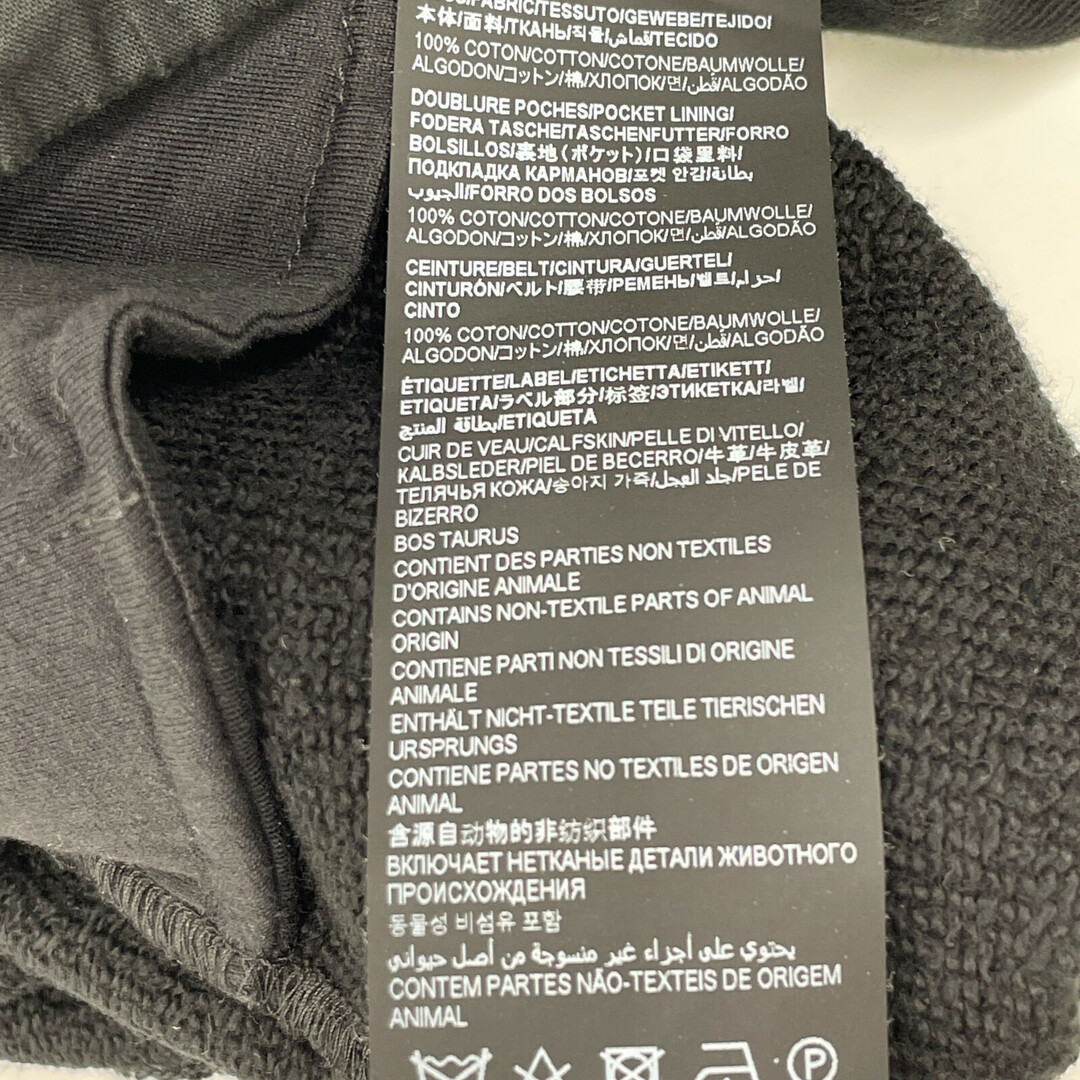 /FABRIC/TESSUTO/GEWEBE/TEJIDO/
本体/面料/ТКАНЬ/직물/قماش/TECIDO
100% COTON/COTTON/COTONE/BAUMWOLLE/
ALGODON/コットン/棉/ХЛОПОК/면/قطن/ALGODÃO
DOUBLURE POCHES/POCKET LINING/
FODERA TASCHE/TASCHENFUTTER/FORRO
BOLSILLOS/裏地（ポケット）/口袋里料/
ПОДКЛАДКА КАРМАНОВ/포켓 안감/بطانة
الجيوب/FORRO DOS BOLSOS
100% COTON/COTTON/COTONE/BAUMWOLLE/
ALGODON/コットン/棉/ХЛОПОК/면/قطن/ALGODÃO
CEINTURE/BELT/CINTURA/GUERTEL/
CINTURÓN/ベルト/腰带/РЕМЕНЬ/벨트/حزام/
CINTO
100% COTON/COTTON/COTONE/BAUMWOLLE/
ALGODON/コットン/棉/ХЛОПОК/면/قطن/ALGODÃO
ÉTIQUETTE/LABEL/ETICHETTA/ETIKETT/
ETIQUETA/ラベル部分/标签/ЭТИКЕТКА/라벨/
بطاقة المنتج/ETIQUETA
CUIR DE VEAU/CALFSKIN/PELLE DI VITELLO/
KALBSLEDER/PIEL DE BECERRO/牛革/牛皮革/
ТЕЛЯЧЬЯ КОЖА/송아지 가죽/جلد العجل/PELE DE
BIZERRO
BOS TAURUS
CONTIENT DES PARTIES NON TEXTILES
D'ORIGINE ANIMALE
CONTAINS NON-TEXTILE PARTS OF ANIMAL
ORIGIN
CONTIENE PARTI NON TESSILI DI ORIGINE
ANIMALE
ENTHÄLT NICHT-TEXTILE TEILE TIERISCHEN
URSPRUNGS
CONTIENE PARTES NO TEXTILES DE ORIGEN
ANIMAL
含源自动物的非纺织部件
ВКЛЮЧАЕТ НЕТКАНЫЕ ДЕТАЛИ ЖИВОТНОГО
ПРОИСХОЖДЕНИЯ
동물성 비섬유 포함
يحتوي على أجزاء غير منسوجة من أصل حيواني
CONTEM PARTES NÃO-TEXTEIS DE ORIGEM
ANIMAL
P